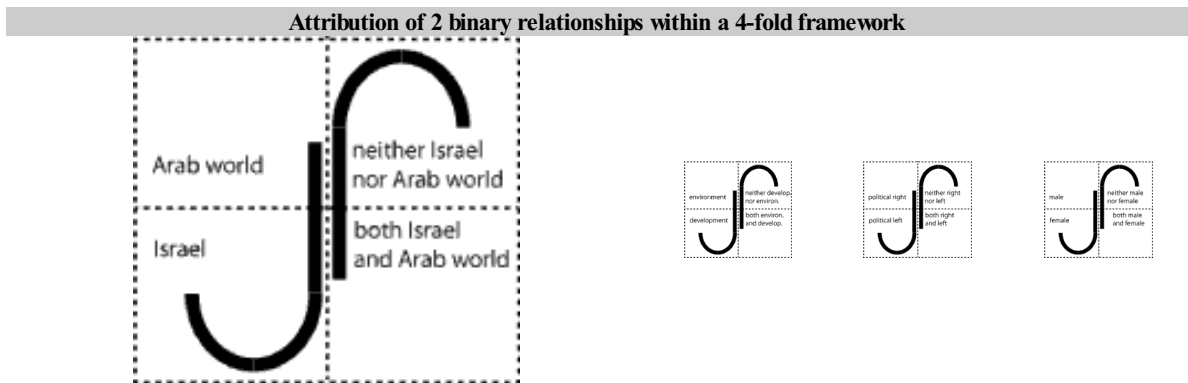 Attribution of 2 binary relationships within a 4-fold framework
Arab world
neither Israel
nor Arab world
Israel
both Israel
and Arab world
environment
neither develop.
nor environ.
development
both environ.
and develop.
political right
neither right
nor left
political left
both right
and left
male
neither male
nor female
female
both male
and female